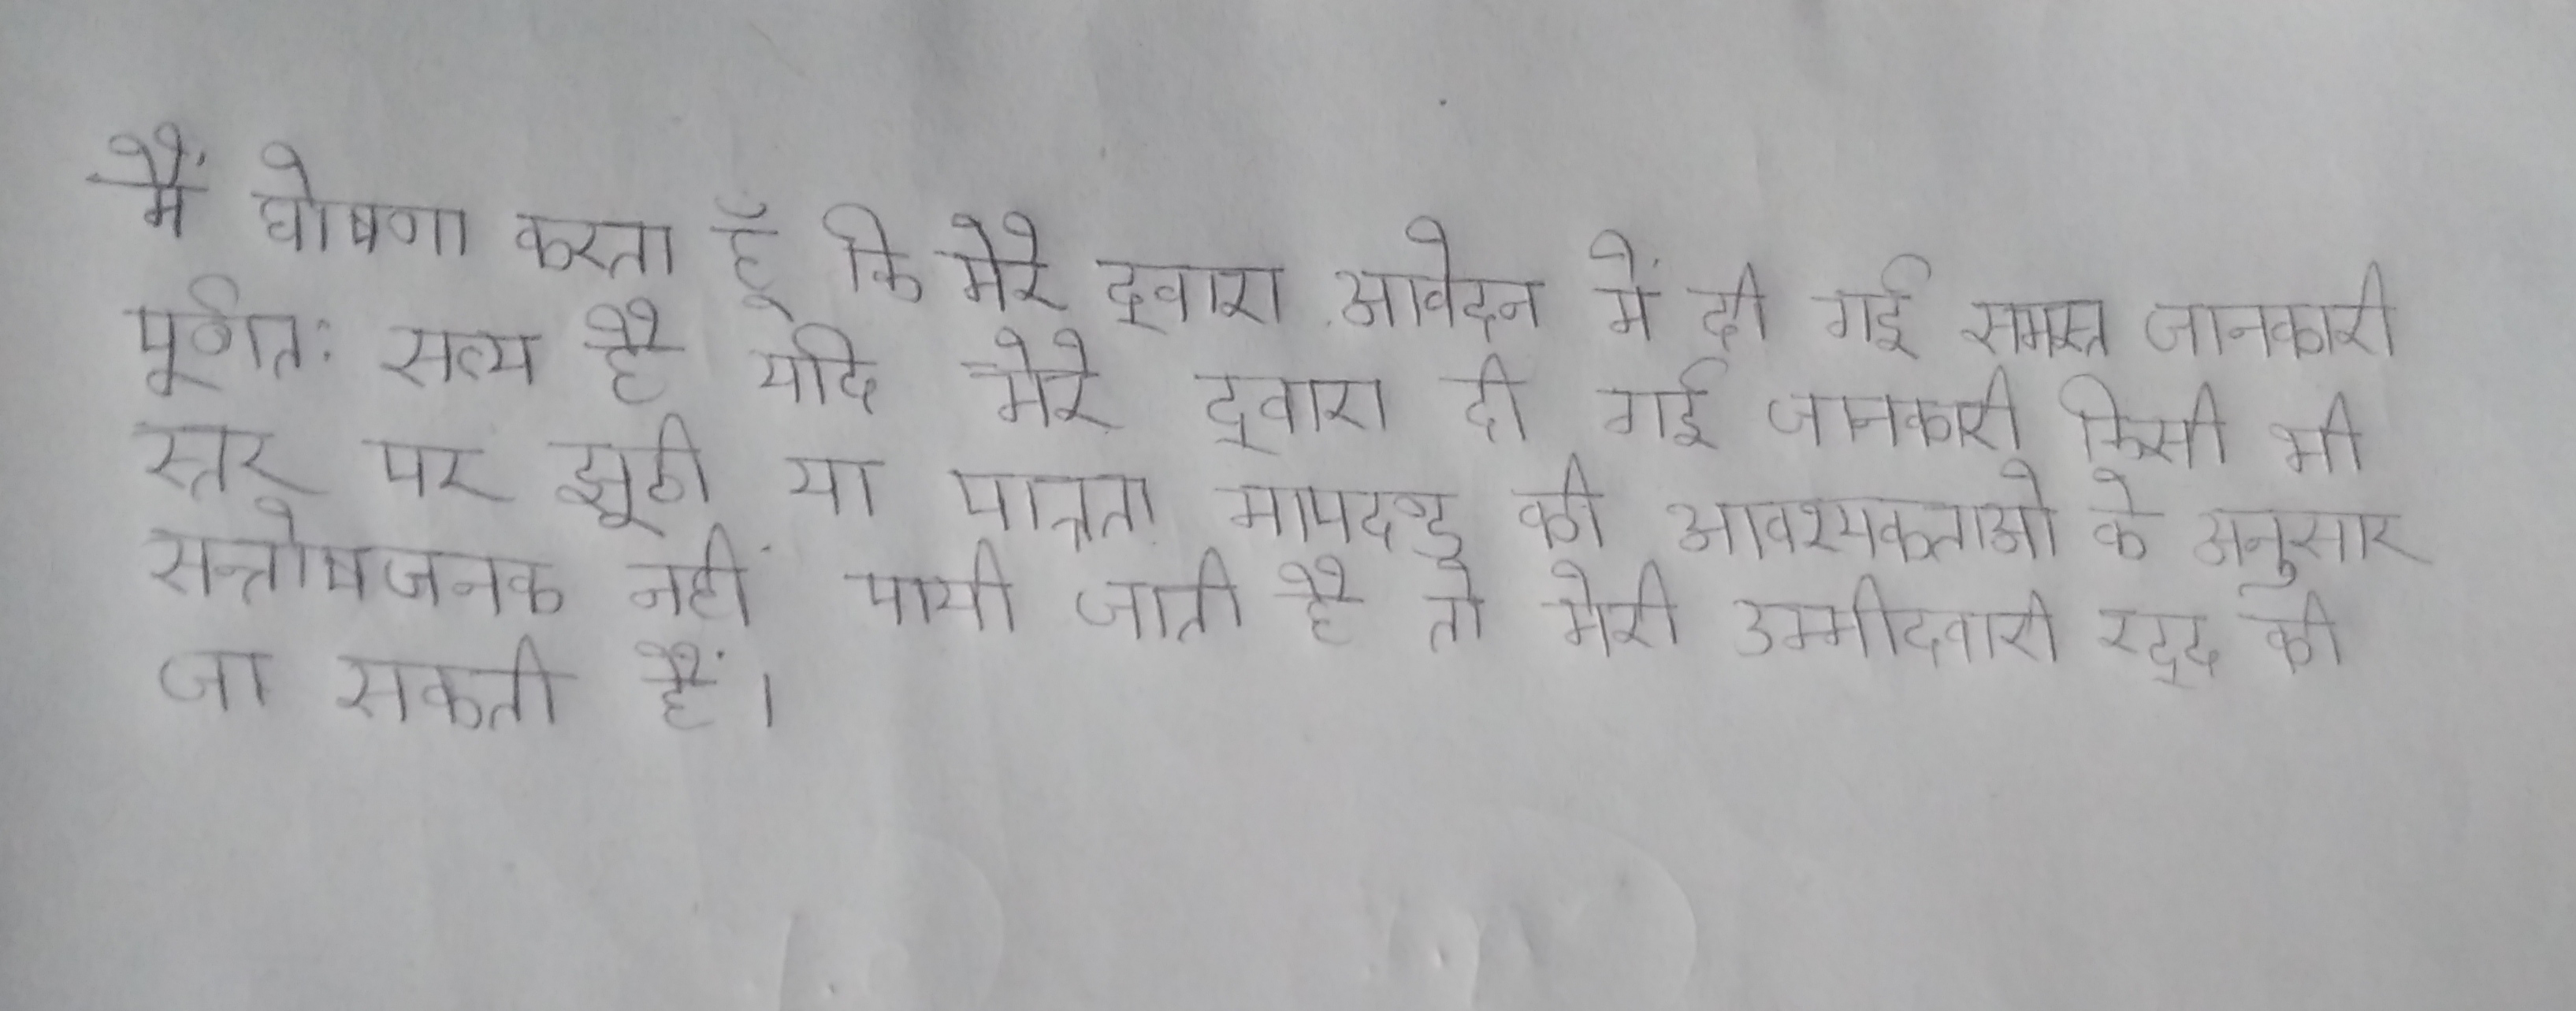 मैं घोषणा करता हूँ कि मेरे द्वारा आवेदन में दी गई समस्त जानकारी
पूर्णतः सत्य है यदि मेरे द्वारा दी गई जानकारी किसी भी
स्तर पर झूठी या पात्रता मापदण्ड की आवश्यकताओ के अनुसार
सन्तोषजनक नहीं पायी जाती है तो मेरी उम्मीदवारी रद्द की
जा सकती हैं।